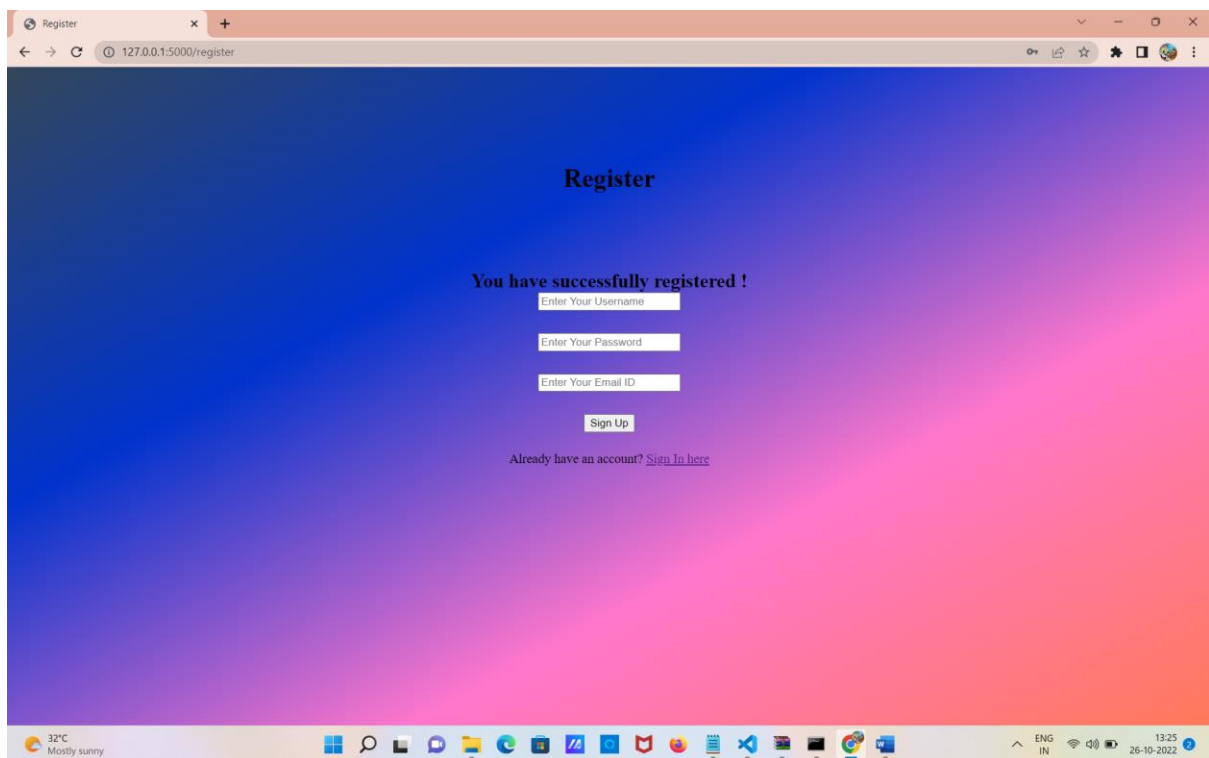 Register
127.0.0.1:5000/register
Register
You have successfully registered !
Enter Your Username
Enter Your Password
Enter Your Email ID
Sign Up
Already have an account? Sign In here
32°C
Mostly sunny
ENG
IN
13:25
26-10-2022
2